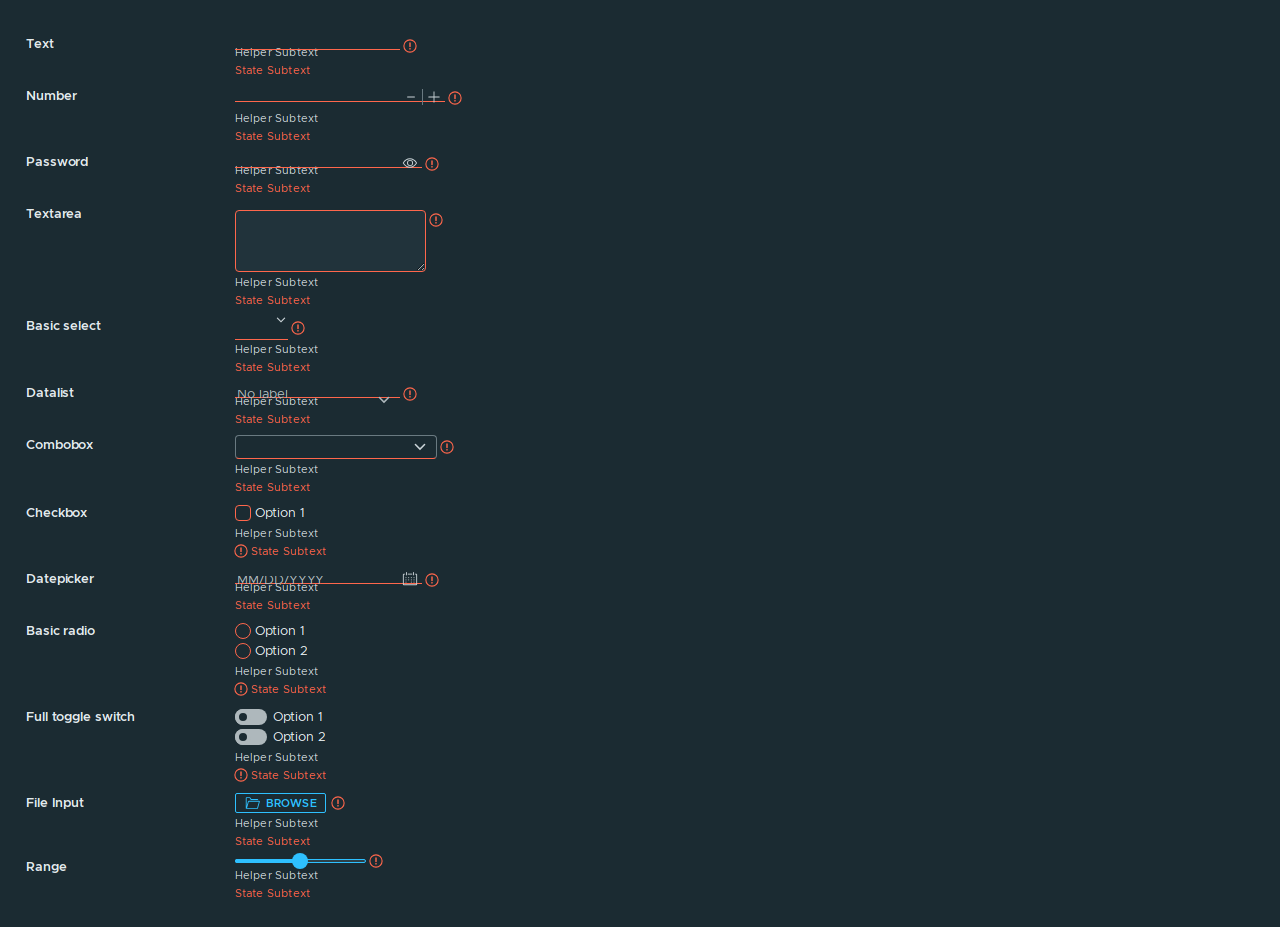 Text
Helper Subtext
State Subtext
Number
Helper Subtext
State Subtext
Password
Helper Subtext
State Subtext
Textarea
Helper Subtext
State Subtext
Basic select
Helper Subtext
State Subtext
Datalist
No label
Helper Subtext
State Subtext
Combobox
Helper Subtext
State Subtext
Checkbox
Option 1
Helper Subtext
State Subtext
Datepicker
MM/DD/YYYY
Helper Subtext
State Subtext
Basic radio
Option 1
Option 2
Helper Subtext
State Subtext
Full toggle switch
Option 1
Option 2
Helper Subtext
State Subtext
File Input
BROWSE
Helper Subtext
State Subtext
Range
Helper Subtext
State Subtext